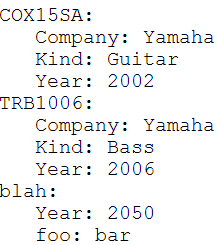 COX15SA:
   Company: Yamaha
   Kind: Guitar
   Year: 2002
TRB1006:
   Company: Yamaha
   Kind: Bass
   Year: 2006
blah:
   Year: 2050
   foo: bar